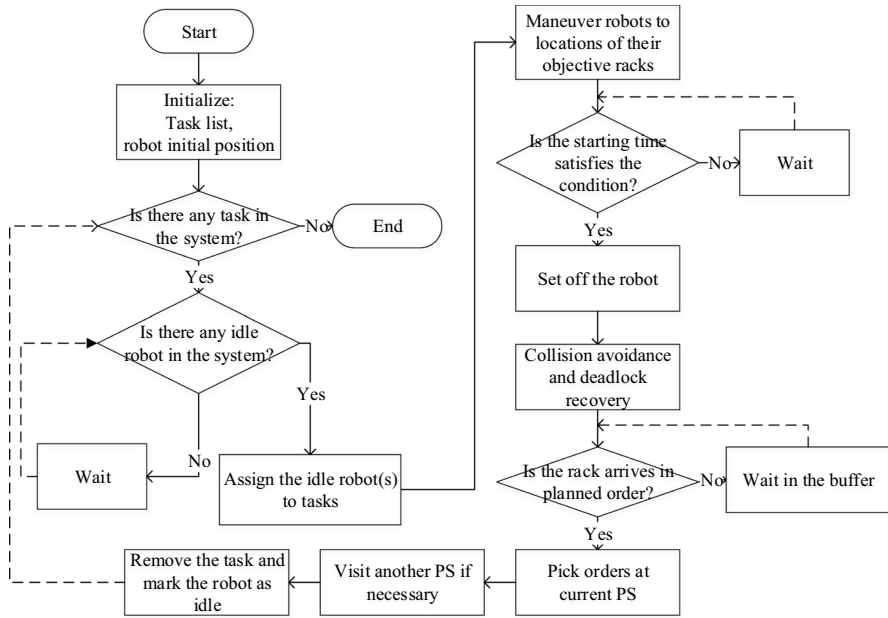 Start
Initialize:
Task list,
robot initial position
Is there any task in
the system?
No
End
Yes
Is there any idle
robot in the system?
Yes
No
Wait
Assign the idle robot(s)
to tasks
Maneuver robots to
locations of their
objective racks
Is the starting time
satisfies the
condition?
No
Wait
Yes
Set off the robot
Collision avoidance
and deadlock
recovery
Is the rack arrives in
planned order?
No
Wait in the buffer
Yes
Pick orders at
current PS
Visit another PS if
necessary
Remove the task and
mark the robot as
idle